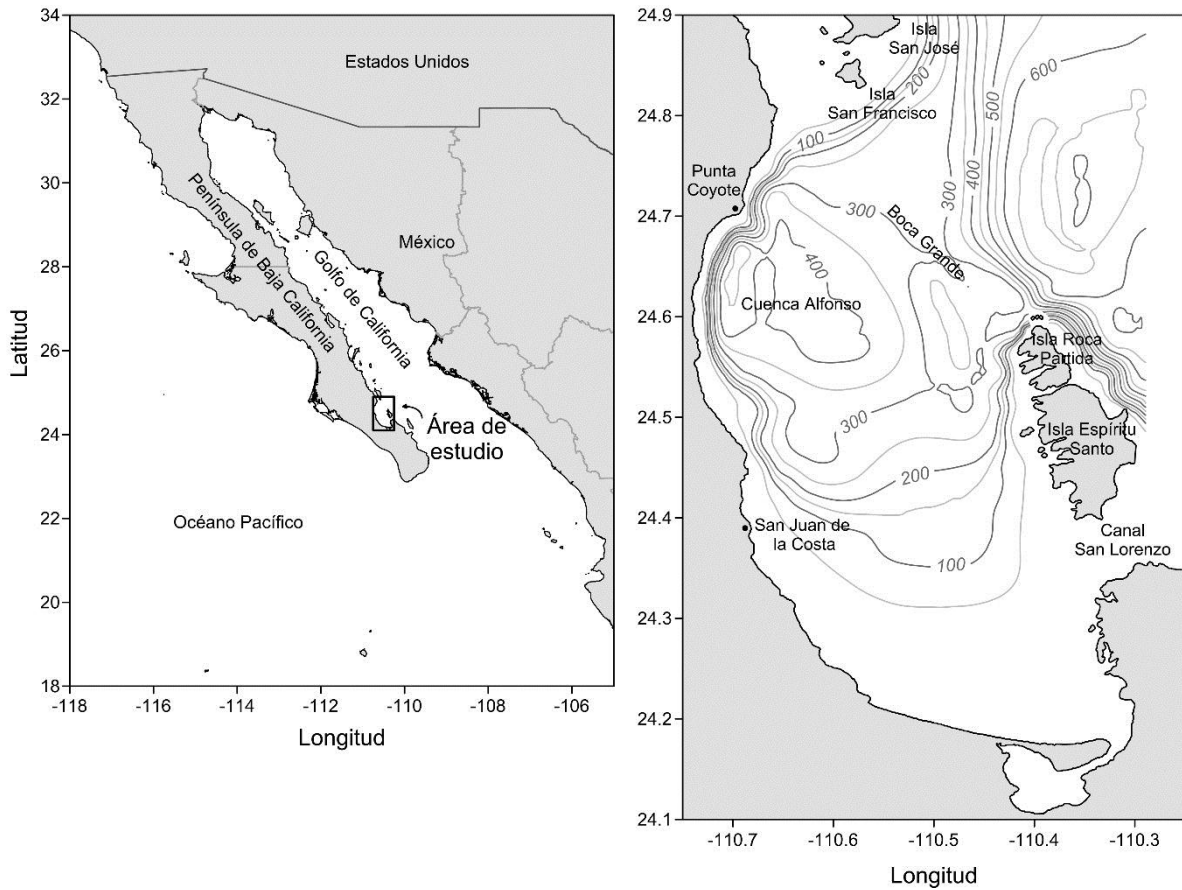 34
32
30
28
26
24
22
20
18
Latitud
-118
-116
-114
-112
-110
-108
-106
Longitud
Estados Unidos
México
Península de Baja California
Golfo de California
Área de
estudio
Océano Pacífico
24.9
24.8
24.7
24.6
24.5
24.4
24.3
24.2
24.1
-110.7
-110.6
-110.5
-110.4
-110.3
Longitud
Isla
San José
Isla
San Francisco
200
100
600
500
400
300
Punta
Coyote
300
Boca Grande
400
Cuenca Alfonso
Isla Roca
Partida
300
Isla Espíritu
Santo
200
San Juan de
la Costa
100
Canal
San Lorenzo